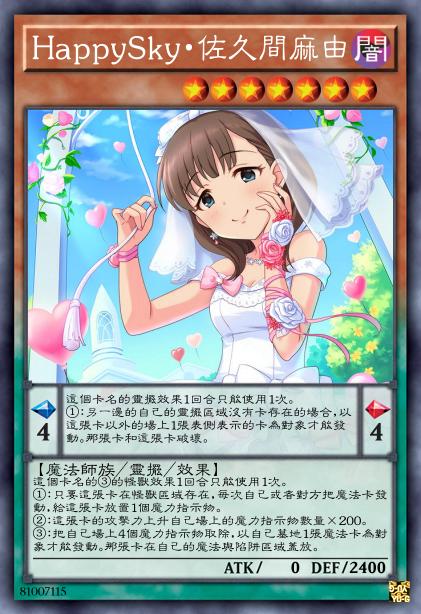 HappySky・佐久間麻由
闇
這個卡名的靈擺效果1回合只能使用1次。
①:另一邊的自己的靈擺區域沒有卡存在的場合,以
這張卡以外的場上1張表側表示的卡為對象才能發
動。那張卡和這張卡破壞。
4
4
【魔法師族/靈擺/效果】
這個卡名的③的怪獸效果1回合只能使用1次。
①:只要這張卡在怪獸區域存在,每次自己或者對方把魔法卡發
動,給這張卡放置1個魔力指示物。
②:這張卡的攻擊力上升自己場上的魔力指示物數量×200。
③:把自己場上4個魔力指示物取除,以自己墓地1張魔法卡為對
象才能發動。那張卡在自己的魔法與陷阱區域蓋放。
ATK/ 0 DEF/2400
81007115